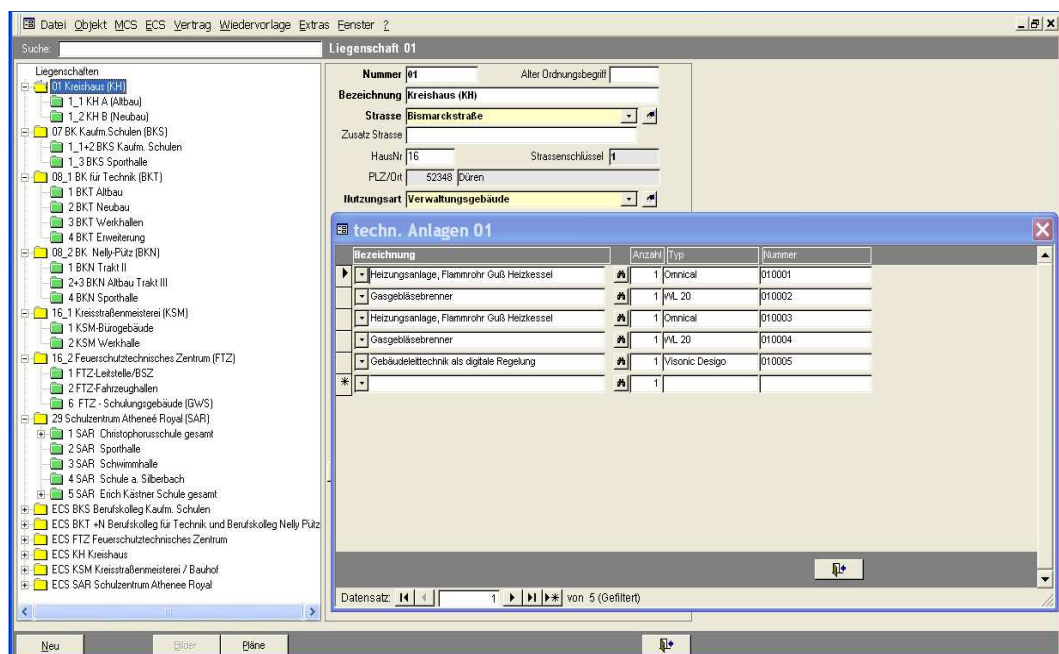 Datei Objekt MCS ECS Vertrag Wiedervorlage Extras Fenster ?
Suche:
Liegenschaft 01
Liegenschaften
01 Kreishaus (KH)
1_1 KH A (Altbau)
1_2 KH B (Neubau)
07 BK Kaufm.Schulen (BKS)
1_1+2 BKS Kaufm. Schulen
1_3 BKS Sporthalle
08_1 BK für Technik (BKT)
1 BKT Altbau
2 BKT Neubau
3 BKT Werkhallen
4 BKT Erweiterung
08_2 BK Nelly-Pütz (BKN)
1 BKN Trakt II
2+3 BKN Altbau Trakt III
4 BKN Sporthalle
16_1 Kreisstraßenmeisterei (KSM)
1 KSM-Bürogebäude
2 KSM Werkhalle
16_2 Feuerschutztechnisches Zentrum (FTZ)
1 FTZ-Leitstelle/BSZ
2 FTZ-Fahrzeughallen
6 FTZ - Schulungsgebäude (GWS)
29 Schulzentrum Atheneé Royal (SAR)
1 SAR Christophorusschule gesamt
2 SAR Sporthalle
3 SAR Schwimmhalle
4 SAR Schule a. Silberbach
5 SAR Erich Kästner Schule gesamt
ECS BKS Berufskolleg Kaufm. Schulen
ECS BKT +N Berufskolleg für Technik und Berufskolleg Nelly Pütz
ECS FTZ Feuerschutztechnisches Zentrum
ECS KH Kreishaus
ECS KSM Kreisstraßenmeisterei / Bauhof
ECS SAR Schulzentrum Athenee Royal
Nummer 01 Alter Ordnungsbegriff
Bezeichnung Kreishaus (KH)
Strasse Bismarckstraße
Zusatz Strasse
HausNr 16 Strassenschlüssel 1
PLZ/Ort 52348 Düren
Nutzungsart Verwaltungsgebäude
techn. Anlagen 01
Bezeichnung Anzahl Typ Nummer
Heizungsanlage, Flammrohr Guß Heizkessel 1 Omnical 010001
Gasgebläsebrenner 1 WL 20 010002
Heizungsanlage, Flammrohr Guß Heizkessel 1 Omnical 010003
Gasgebläsebrenner 1 WL 20 010004
Gebäudeleittechnik als digitale Regelung 1 Visonic Desigo 010005
1
Datensatz: 1 von 5 (Gefiltert)
Neu Bilder Pläne